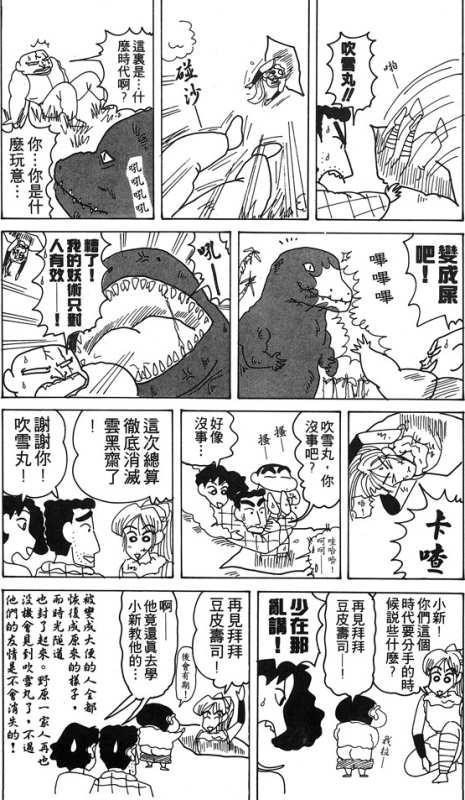 吹雪丸!!
啪
碰
沙
這裏是…什
麼時代啊?
吼
吼
吼
吼
你…你是什
麼玩意…
變成屎
吧!
嗶
嗶
嗶
吼
糟了!
我的妖術只對
人有效——!
卡喳
吹雪丸,你
沒事吧?
搔
搔
好像
沒事…
這次總算
徹底消滅
雲黑齋了
!
謝謝你!
吹雪丸!
小新!
你們這個
時代要分手的時
候說些什麼?
再見拜拜
豆皮壽司!
少在那
亂講!
再見拜拜
豆皮壽司!
後會有期!
啊——
他竟還真去學
小新教他的…
被變成大便的人全部
恢復成原來的樣子,
而時光隧道
也封了起來。野原一家人再也
沒機會見到吹雪丸了,不過
他們的友情是不會消失的!